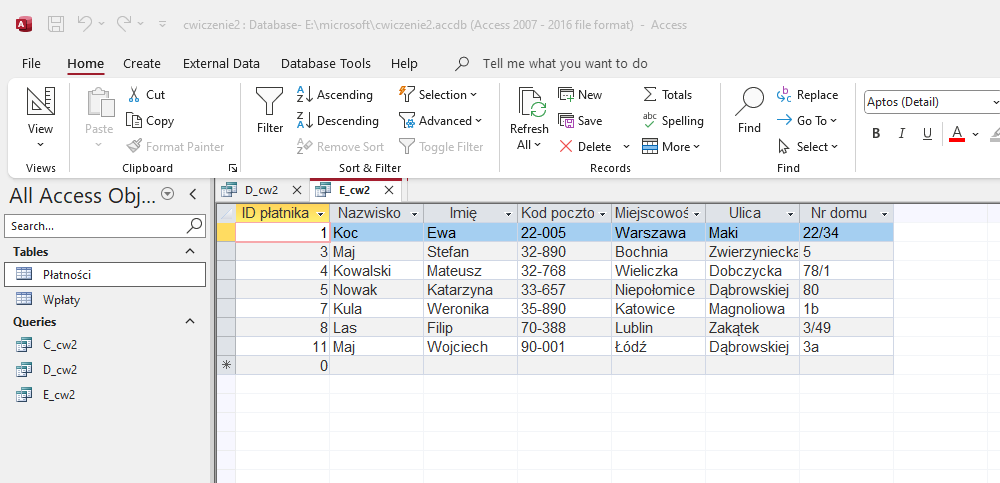 cwiczenie2 : Database- E:\microsoft\cwiczenie2.accdb (Access 2007 - 2016 file format) - Access
File Home Create External Data Database Tools Help Tell me what you want to do
View
Views
Paste
Cut
Copy
Format Painter
Clipboard
Filter
Ascending
Descending
Remove Sort
Selection
Advanced
Toggle Filter
Sort & Filter
Refresh
All
New
Save
Delete
Totals
Spelling
More
Records
Find
Replace
Go To
Select
Find
Aptos (Detail)
B I U A
All Access Obj...
Search...
Tables
Płatności
Wpłaty
Queries
C_cw2
D_cw2
E_cw2
D_cw2 E_cw2
ID płatnika Nazwisko Imię Kod poczto Miejscowoś Ulica Nr domu
1 Koc Ewa 22-005 Warszawa Maki 22/34
3 Maj Stefan 32-890 Bochnia Zwierzyniecka 5
4 Kowalski Mateusz 32-768 Wieliczka Dobczycka 78/1
5 Nowak Katarzyna 33-657 Niepołomice Dąbrowskiej 80
7 Kula Weronika 35-890 Katowice Magnoliowa 1b
8 Las Filip 70-388 Lublin Zakątek 3/49
11 Maj Wojciech 90-001 Łódź Dąbrowskiej 3a
0